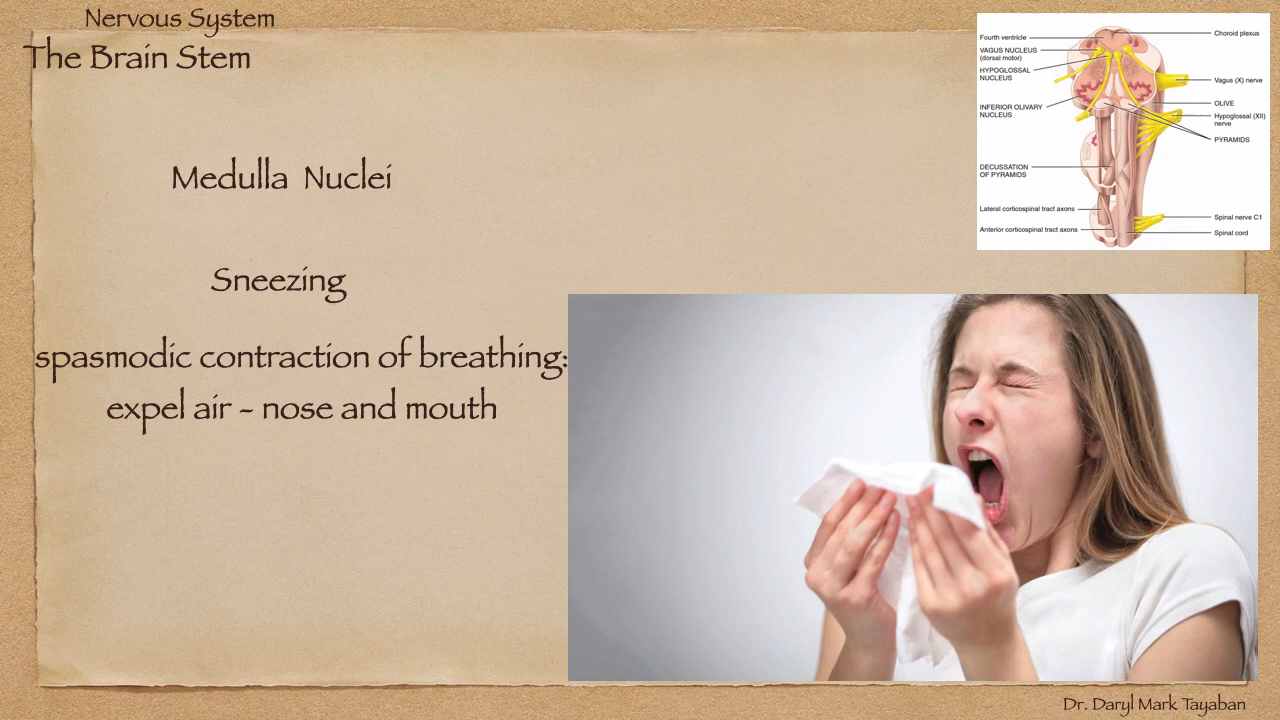 Nervous System
The Brain Stem
Medulla Nuclei
Sneezing
spasmodic contraction of breathing:
expel air - nose and mouth
Fourth ventricle
VAGUS NUCLEUS
(dorsal motor)
HYPOGLOSSAL
NUCLEUS
INFERIOR OLIVARY
NUCLEUS
DECUSSATION
OF PYRAMIDS
Lateral corticospinal tract axons
Anterior corticospinal tract axons
Choroid plexus
Vagus (X) nerve
OLIVE
Hypoglossal (XII)
nerve
PYRAMIDS
Spinal nerve C1
Spinal cord
Dr. Daryl Mark Tayaban